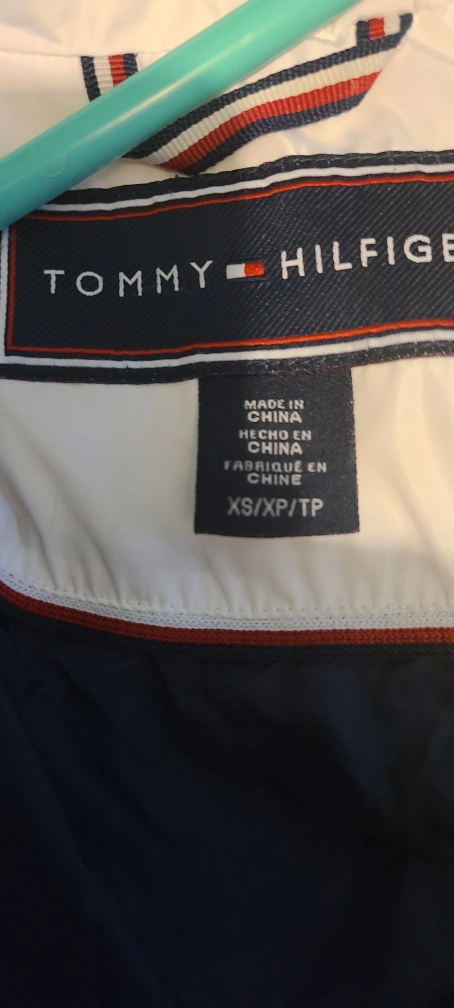 TOMMY HILFIGE
MADE IN
CHINA
HECHO EN
CHINA
FABRIQUÉ EN
CHINE
XS/XP/TP